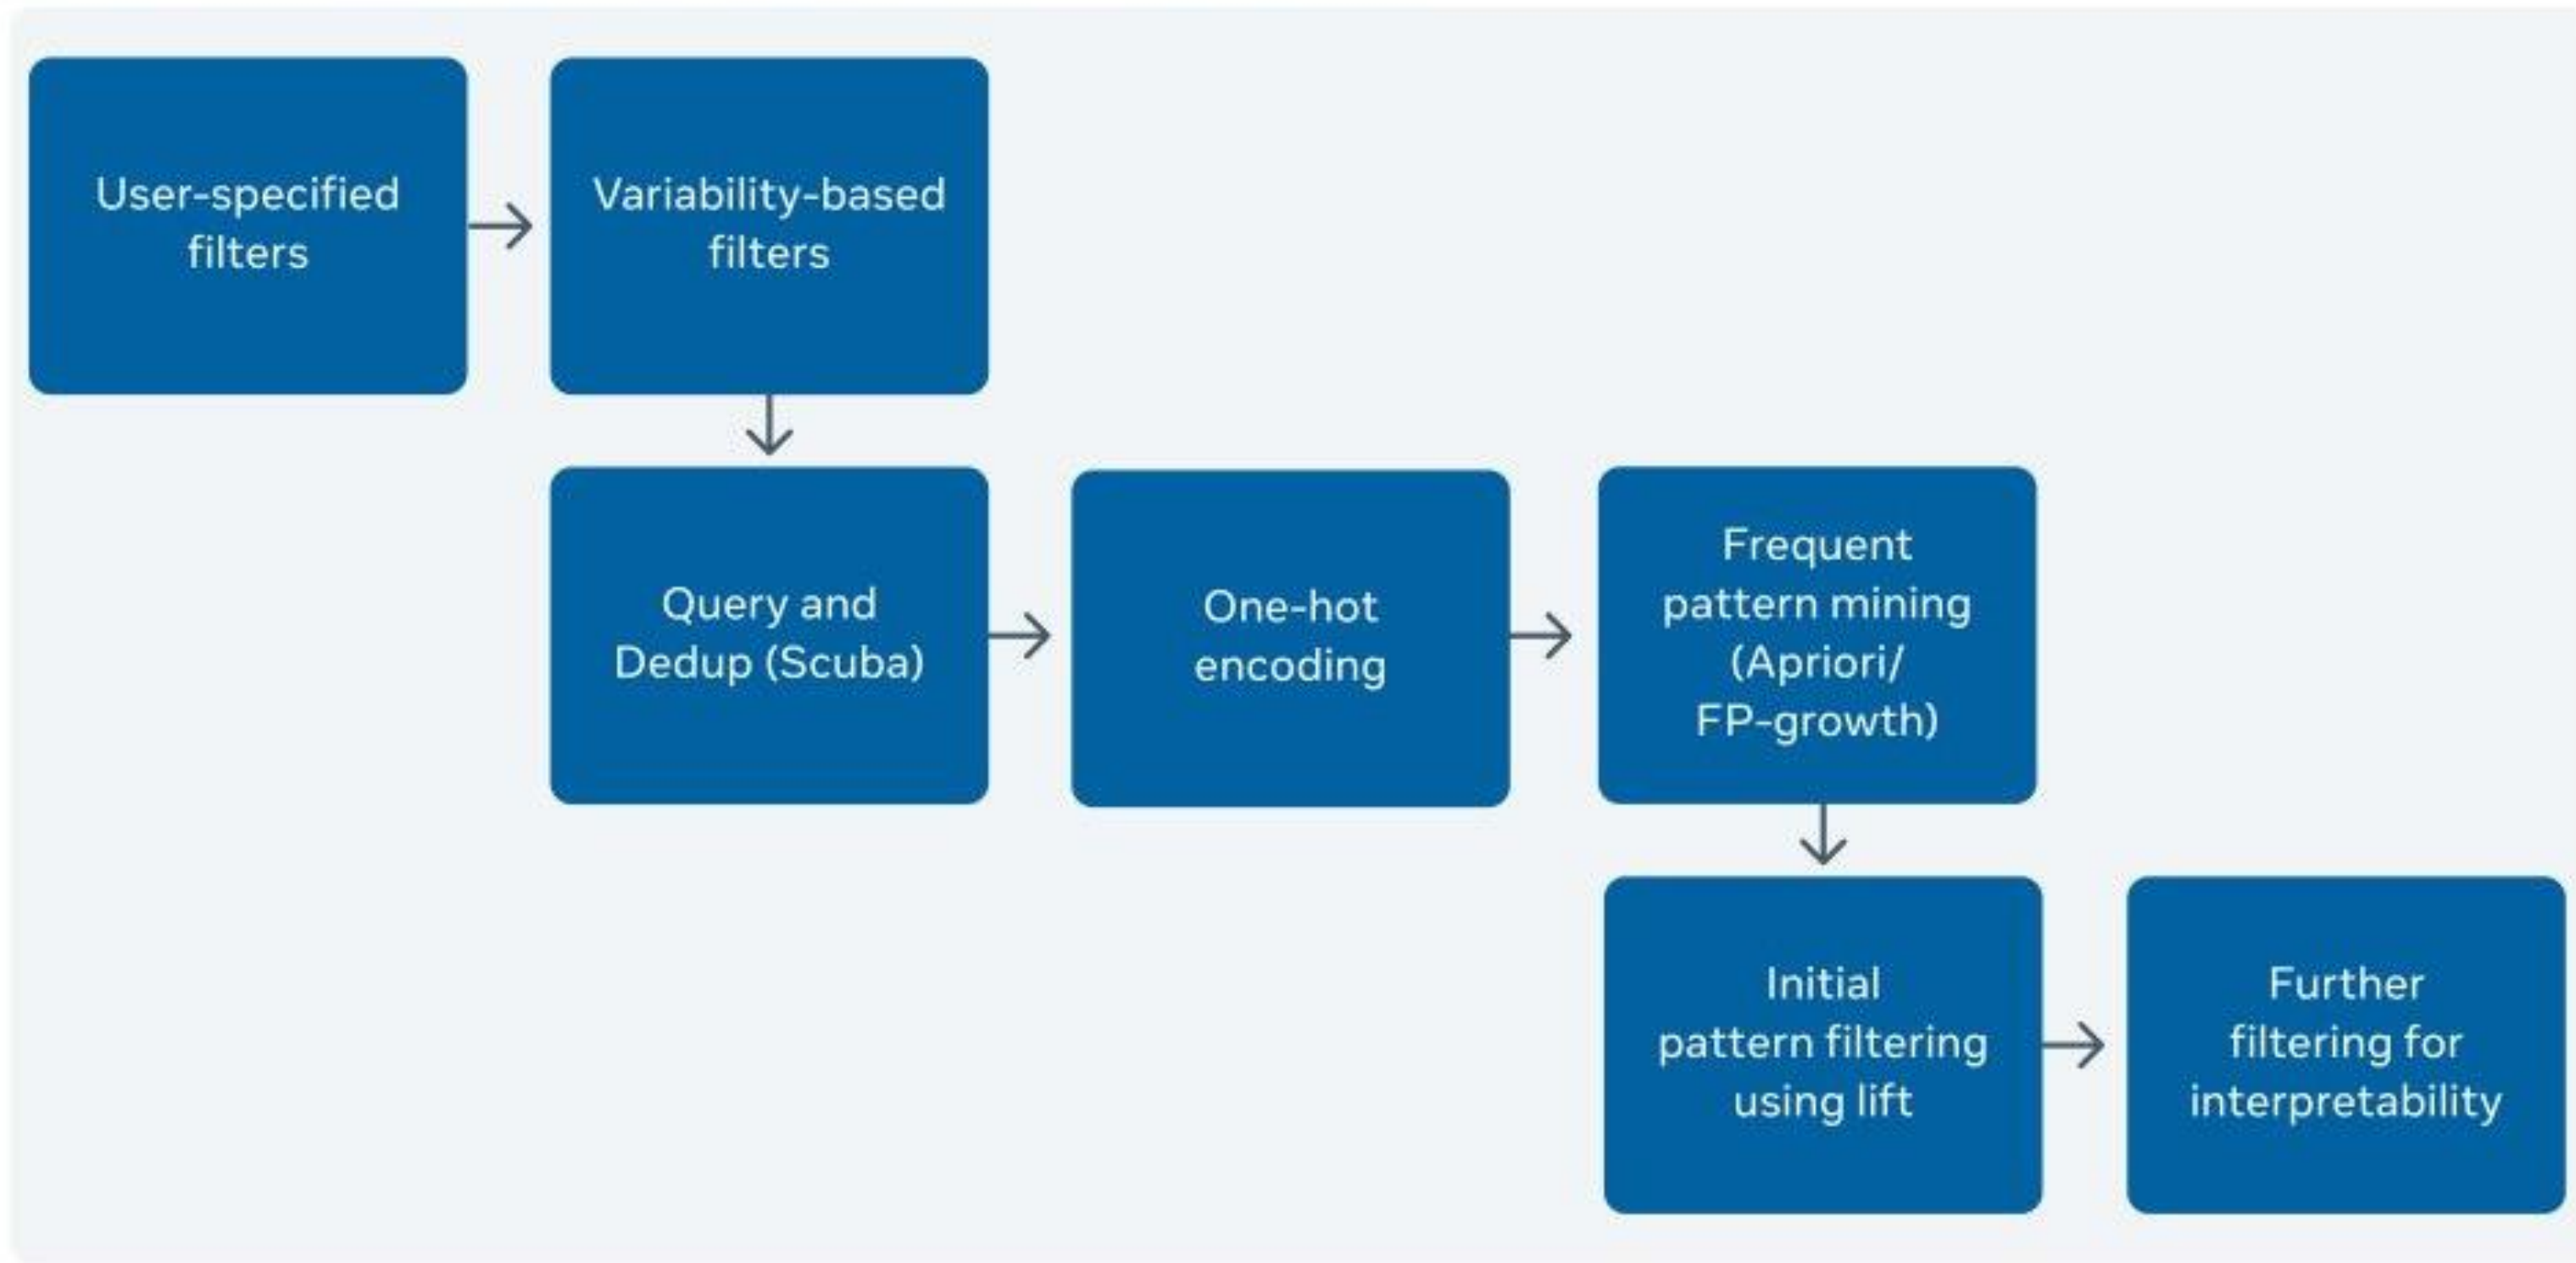 User-specified
filters
Variability-based
filters
Query and
Dedup (Scuba)
One-hot
encoding
Frequent
pattern mining
(Apriori/
FP-growth)
Initial
pattern filtering
using lift
Further
filtering for
interpretability